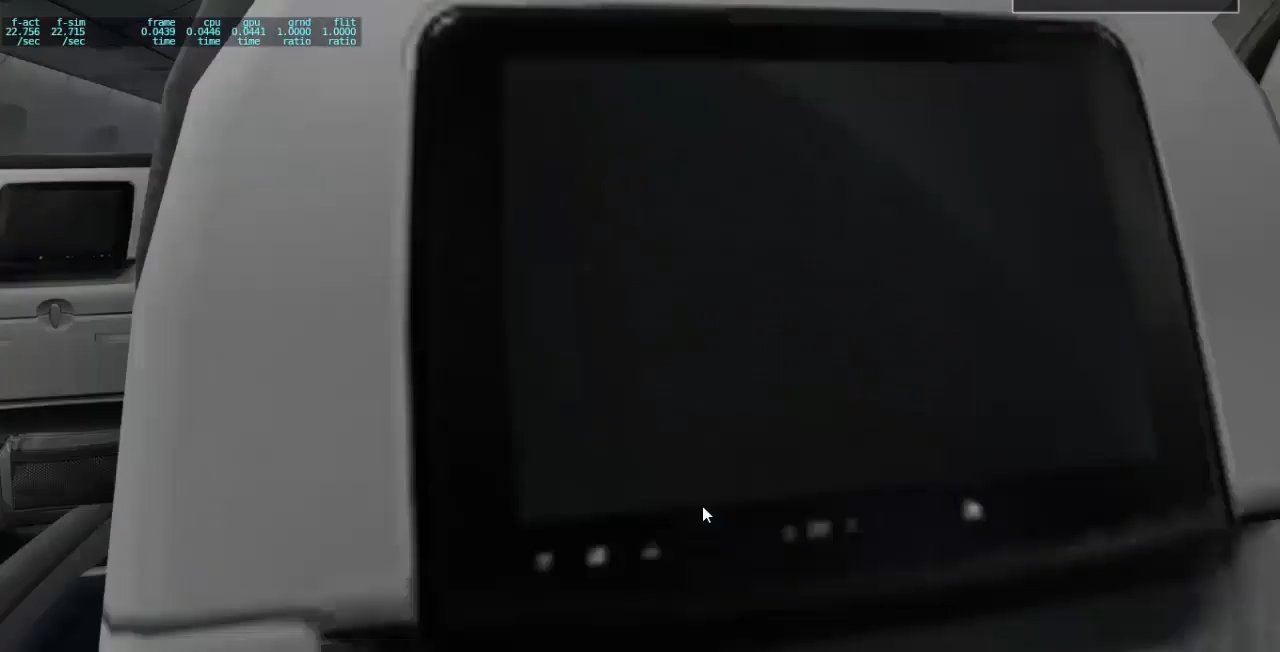 f-act f-sim frame cpu gpu grnd flit
22.756 22.715 0.0439 0.0446 0.0441 1.0000 1.0000
/sec /sec time time time ratio ratio